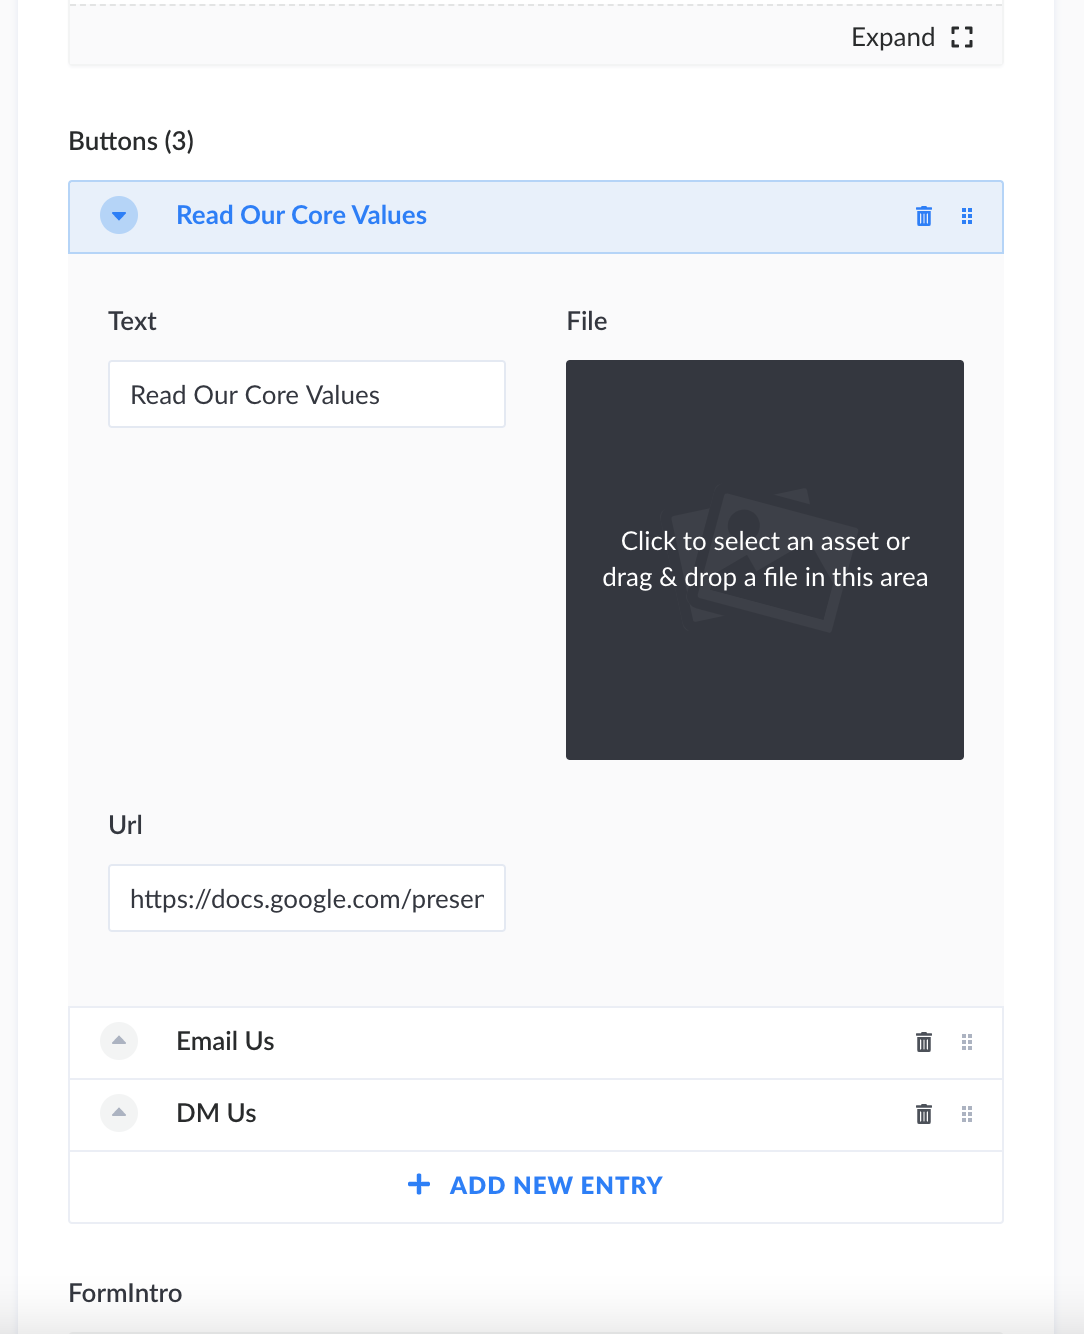 Expand
Buttons (3)
Read Our Core Values
Text
File
Read Our Core Values
Click to select an asset or
drag & drop a file in this area
Url
https://docs.google.com/preser
Email Us
DM Us
+ ADD NEW ENTRY
FormIntro